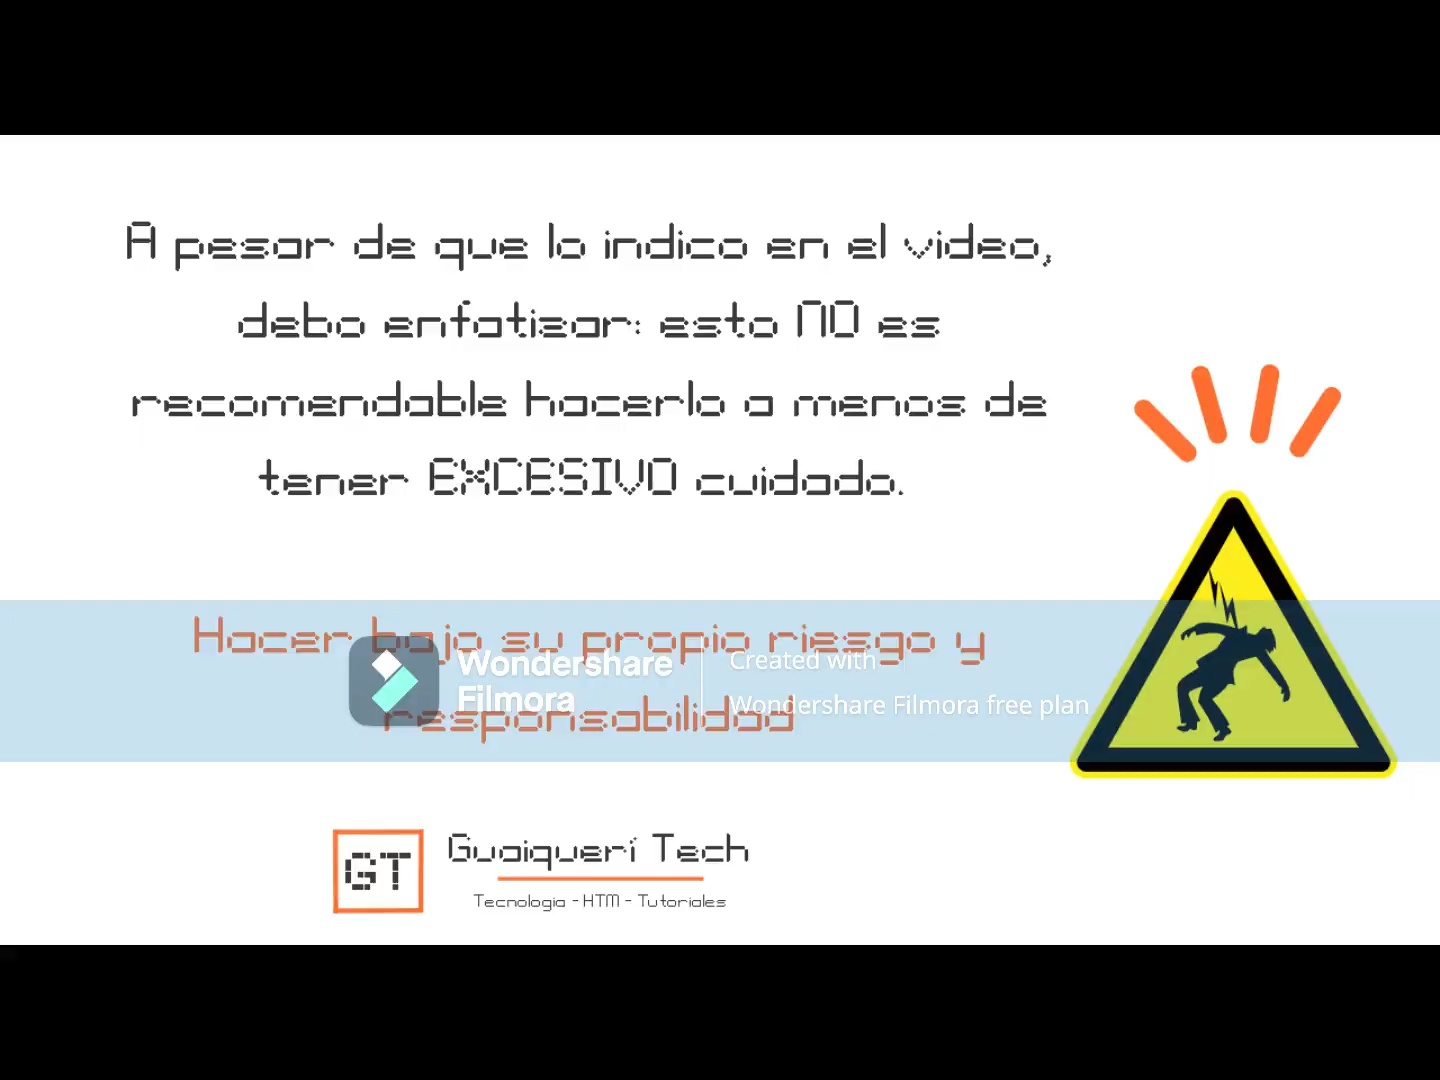 A pesar de que lo indico en el video,
debo enfatizar: esto NO es
recomendable hacerlo a menos de
tener EXCESIVO cuidado.
Hacer bajo su propio riesgo y
responsabilidad
Wondershare
Filmora
Created with
Wondershare Filmora free plan
GT
Guaiquerí Tech
Tecnologia - HTM - Tutoriales